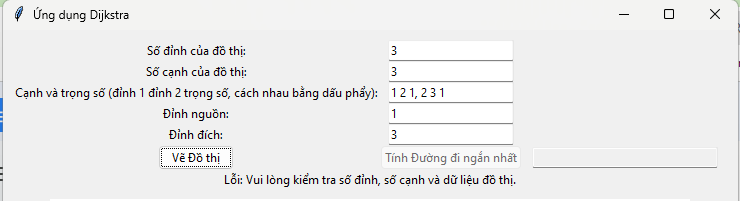 Ứng dụng Dijkstra
Số đỉnh của đồ thị: 3
Số cạnh của đồ thị: 3
Cạnh và trọng số (đỉnh 1 đỉnh 2 trọng số, cách nhau bằng dấu phẩy): 1 2 1, 2 3 1
Đỉnh nguồn: 1
Đỉnh đích: 3
Vẽ Đồ thị Tính Đường đi ngắn nhất
Lỗi: Vui lòng kiểm tra số đỉnh, số cạnh và dữ liệu đồ thị.